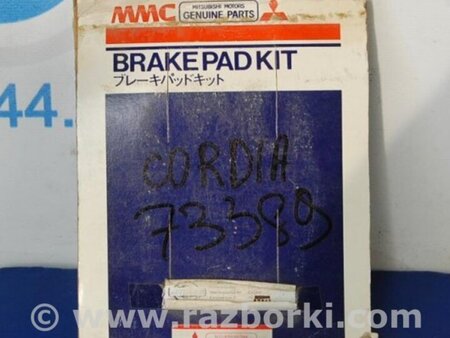 MMC MITSUBISHI MOTORS
GENUINE PARTS
BRAKE PAD KIT
ブレーキパッドキット
44.
CORDIA
73389
© www.razborki.com